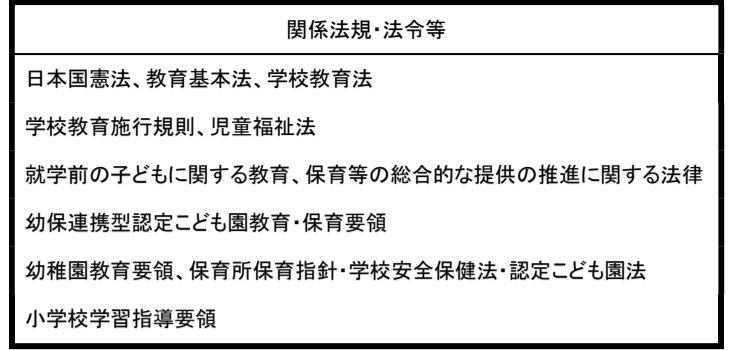 関係法規・法令等
日本国憲法、教育基本法、学校教育法
学校教育施行規則、児童福祉法
就学前の子どもに関する教育、保育等の総合的な提供の推進に関する法律
幼保連携型認定こども園教育・保育要領
幼稚園教育要領、保育所保育指針・学校安全保健法・認定こども園法
小学校学習指導要領